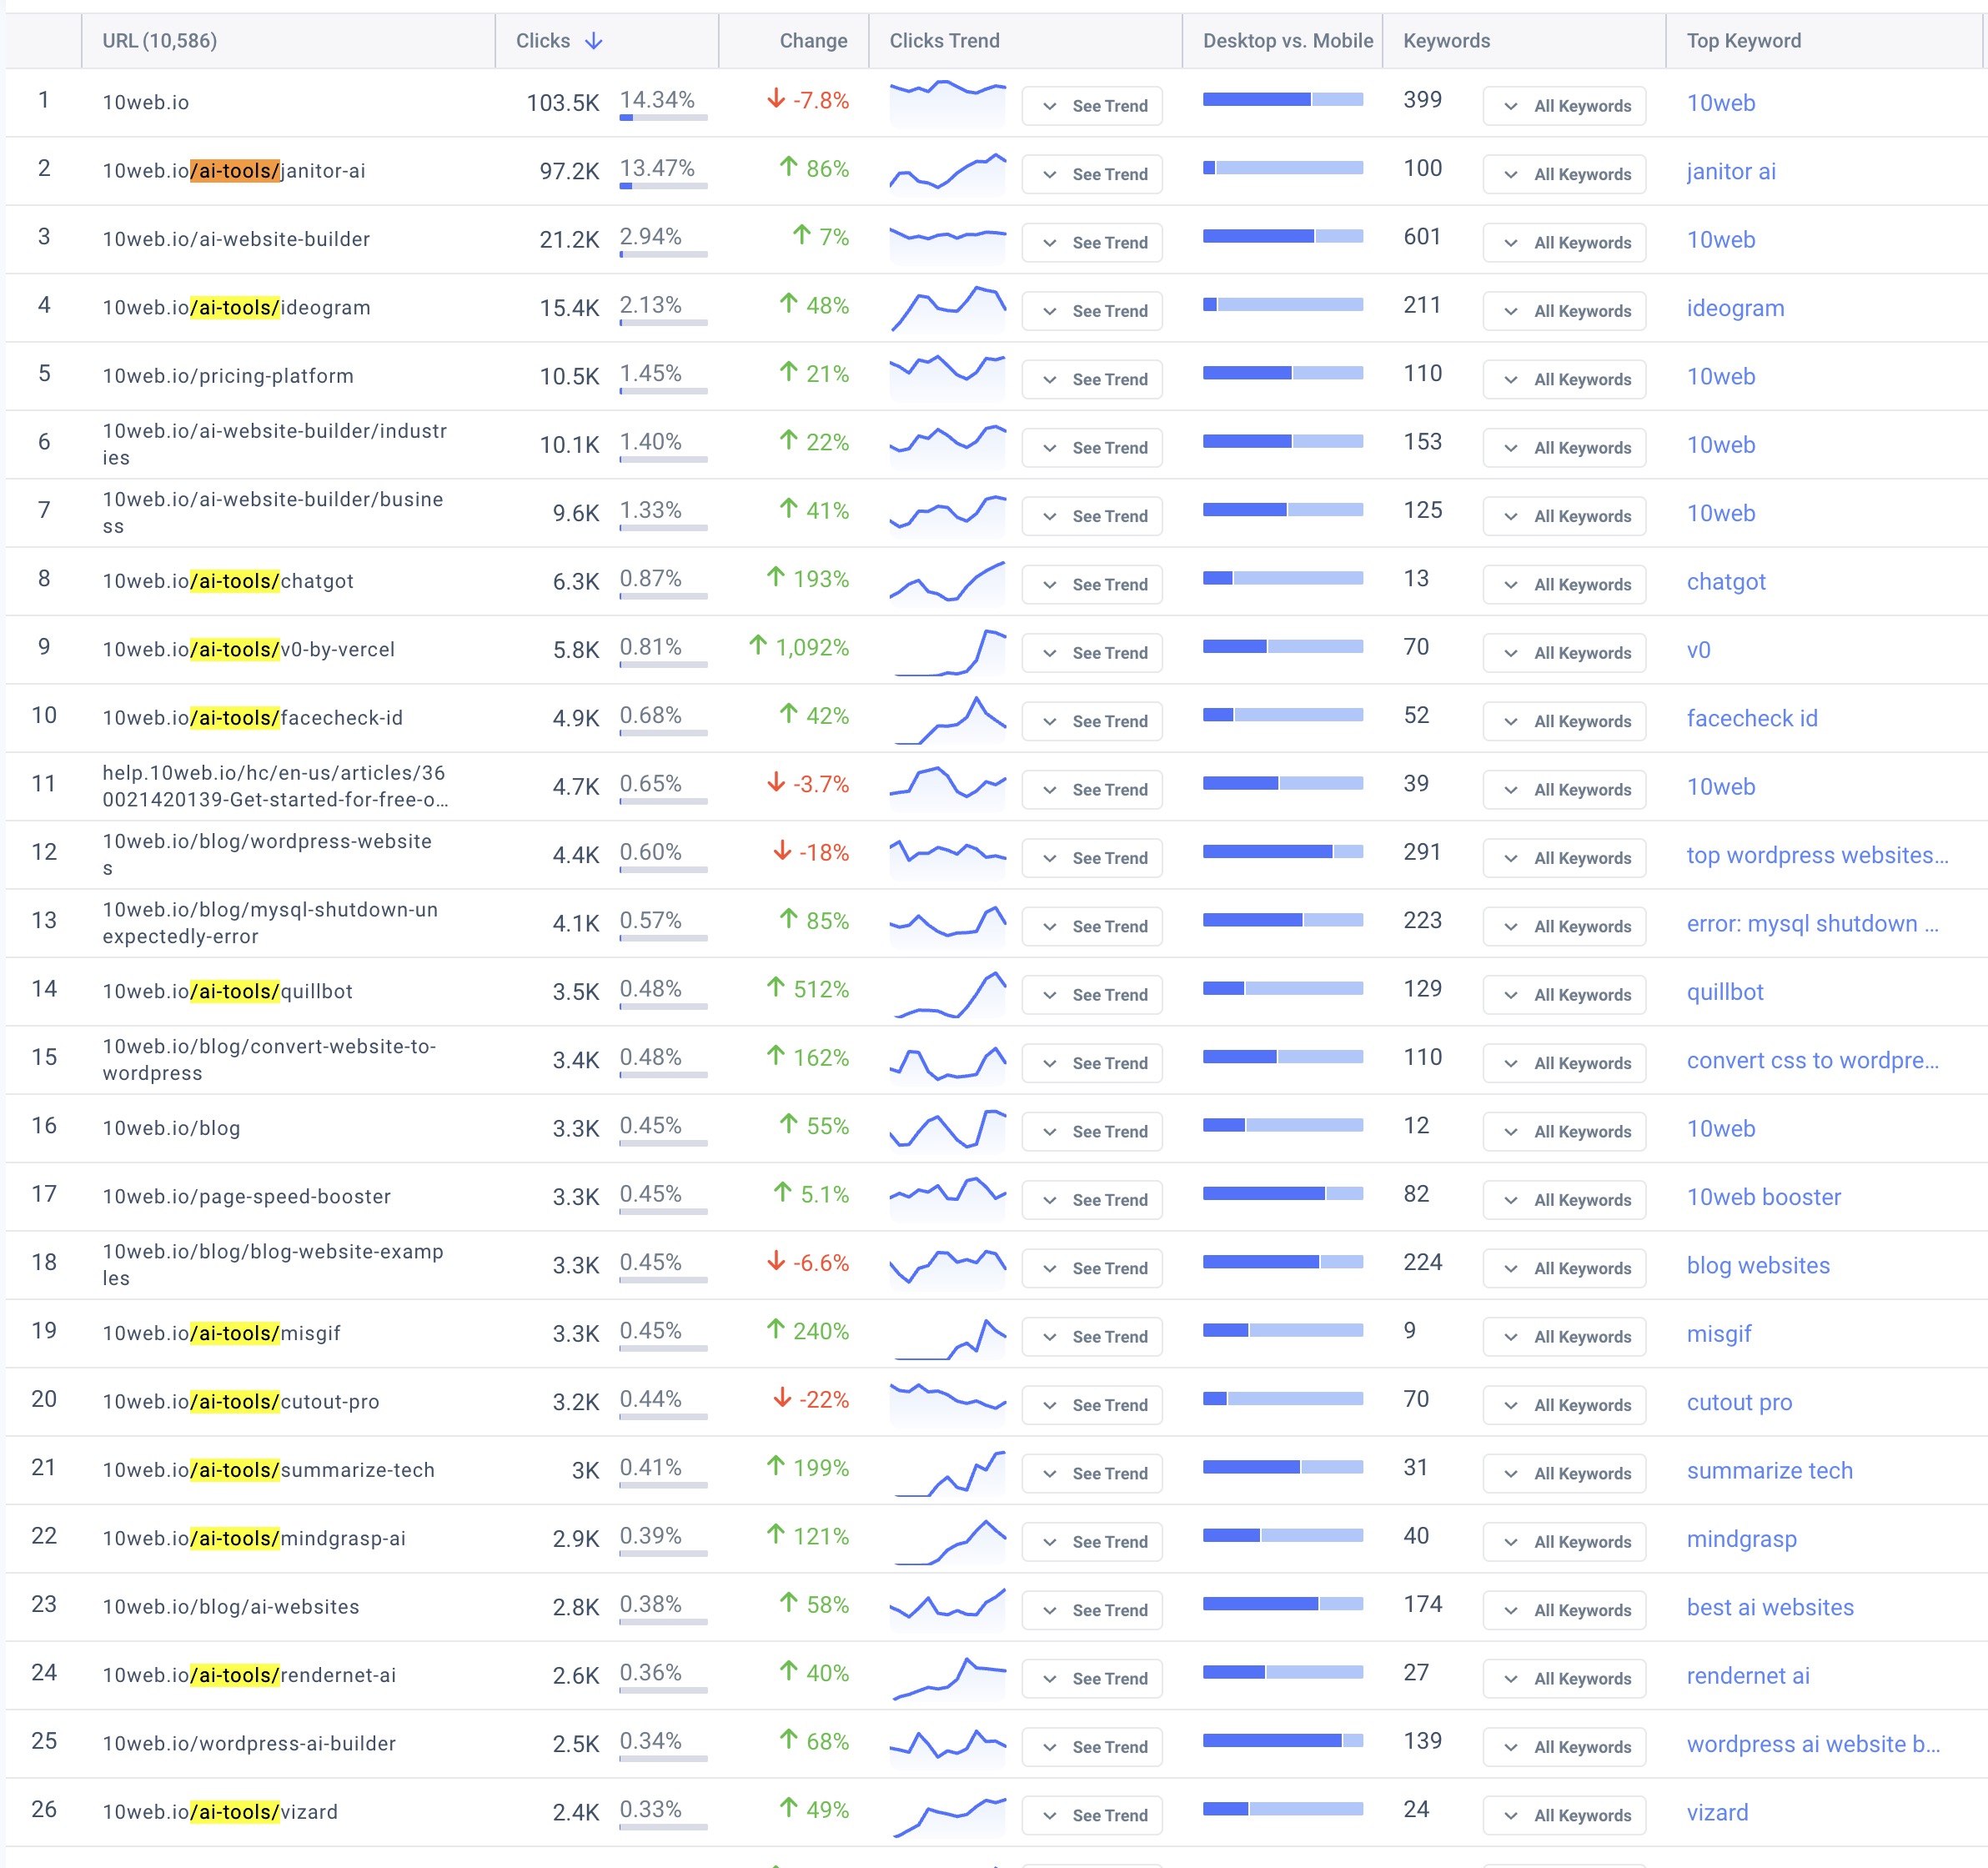 URL (10,586) Clicks Change Clicks Trend Desktop vs. Mobile Keywords Top Keyword
1 10web.io 103.5K 14.34% -7.8% See Trend 399 All Keywords 10web
2 10web.io/ai-tools/janitor-ai 97.2K 13.47% 86% See Trend 100 All Keywords janitor ai
3 10web.io/ai-website-builder 21.2K 2.94% 7% See Trend 601 All Keywords 10web
4 10web.io/ai-tools/ideogram 15.4K 2.13% 48% See Trend 211 All Keywords ideogram
5 10web.io/pricing-platform 10.5K 1.45% 21% See Trend 110 All Keywords 10web
6 10web.io/ai-website-builder/industr
ies 10.1K 1.40% 22% See Trend 153 All Keywords 10web
7 10web.io/ai-website-builder/busine
ss 9.6K 1.33% 41% See Trend 125 All Keywords 10web
8 10web.io/ai-tools/chatgot 6.3K 0.87% 193% See Trend 13 All Keywords chatgot
9 10web.io/ai-tools/v0-by-vercel 5.8K 0.81% 1,092% See Trend 70 All Keywords v0
10 10web.io/ai-tools/facecheck-id 4.9K 0.68% 42% See Trend 52 All Keywords facecheck id
11 help.10web.io/hc/en-us/articles/36
0021420139-Get-started-for-free-o… 4.7K 0.65% -3.7% See Trend 39 All Keywords 10web
12 10web.io/blog/wordpress-website
s 4.4K 0.60% -18% See Trend 291 All Keywords top wordpress websites…
13 10web.io/blog/mysql-shutdown-un
expectedly-error 4.1K 0.57% 85% See Trend 223 All Keywords error: mysql shutdown …
14 10web.io/ai-tools/quillbot 3.5K 0.48% 512% See Trend 129 All Keywords quillbot
15 10web.io/blog/convert-website-to-
wordpress 3.4K 0.48% 162% See Trend 110 All Keywords convert css to wordpre…
16 10web.io/blog 3.3K 0.45% 55% See Trend 12 All Keywords 10web
17 10web.io/page-speed-booster 3.3K 0.45% 5.1% See Trend 82 All Keywords 10web booster
18 10web.io/blog/blog-website-examp
les 3.3K 0.45% -6.6% See Trend 224 All Keywords blog websites
19 10web.io/ai-tools/misgif 3.3K 0.45% 240% See Trend 9 All Keywords misgif
20 10web.io/ai-tools/cutout-pro 3.2K 0.44% -22% See Trend 70 All Keywords cutout pro
21 10web.io/ai-tools/summarize-tech 3K 0.41% 199% See Trend 31 All Keywords summarize tech
22 10web.io/ai-tools/mindgrasp-ai 2.9K 0.39% 121% See Trend 40 All Keywords mindgrasp
23 10web.io/blog/ai-websites 2.8K 0.38% 58% See Trend 174 All Keywords best ai websites
24 10web.io/ai-tools/rendernet-ai 2.6K 0.36% 40% See Trend 27 All Keywords rendernet ai
25 10web.io/wordpress-ai-builder 2.5K 0.34% 68% See Trend 139 All Keywords wordpress ai website b…
26 10web.io/ai-tools/vizard 2.4K 0.33% 49% See Trend 24 All Keywords vizard